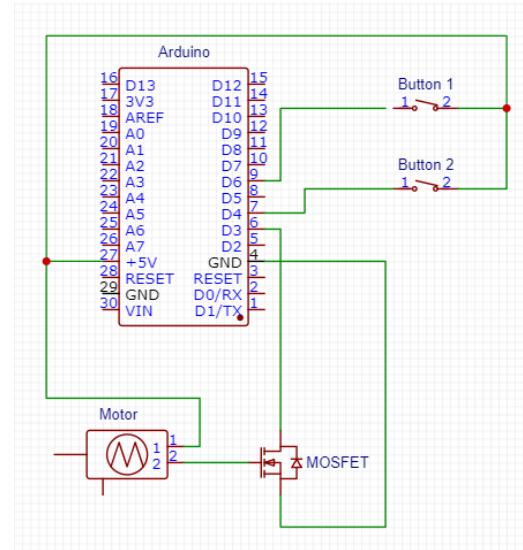 Arduino
16 D13 D12 15
17 3V3 D11 14
18 AREF D10 13
19 A0 D9 12
20 A1 D8 11
21 A2 D7 10
22 A3 D6 9
23 A4 D5 8
24 A5 D4 7
25 A6 D3 6
26 A7 D2 5
27 +5V GND 4
28 RESET RESET 3
29 GND D0/RX 2
30 VIN D1/TX 1
Button 1
1 2
Button 2
1 2
Motor
1 1
2 2
MOSFET